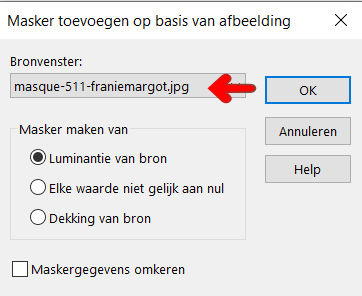 Masker toevoegen op basis van afbeelding
Bronvenster:
masque-511-franiemargot.jpg
OK
Masker maken van
Annuleren
Luminantie van bron
Help
Elke waarde niet gelijk aan nul
Dekking van bron
Maskergegevens omkeren